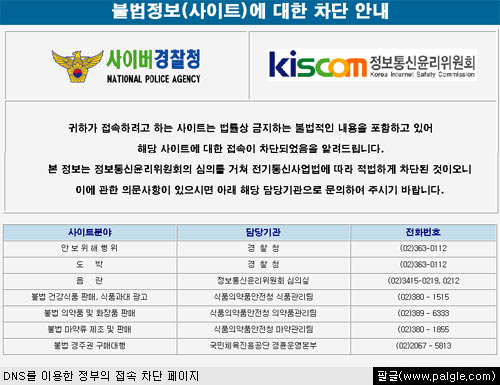 불법정보(사이트)에 대한 차단 안내
사이버경찰청
NATIONAL POLICE AGENCY
kiscom 정보통신윤리위원회
Korea Internet Safety Commission
귀하가 접속하려고 하는 사이트는 법률상 금지하는 불법적인 내용을 포함하고 있어
해당 사이트에 대한 접속이 차단되었음을 알려드립니다.
본 정보는 정보통신윤리위원회의 심의를 거쳐 전기통신사업법에 따라 적법하게 차단된 것이오니
이에 관한 의문사항이 있으시면 아래 해당 담당기관으로 문의하여 주시기 바랍니다.
사이트분야 담당기관 전화번호
안 보 위 해 행 위 경 찰 청 (02)363-0112
도 박 경 찰 청 (02)363-0112
음 란 정보통신윤리위원회 심의실 (02)3415-0219, 0212
불법 건강식품 판매, 식품과대 광고 식품의약품안전청 식품관리팀 (02)380 - 1515
불법 의약품 및 화장품 판매 식품의약품안전청 의약품관리팀 (02)389 - 6333
불법 마약류 제조 및 판매 식품의약품안전청 마약관리팀 (02)380 - 1855
불법 경주권 구매대행 국민체육진흥공단 경륜운영본부 (02)2067 - 5813
DNS를 이용한 정부의 접속 차단 페이지
팔글(www.palgle.com)